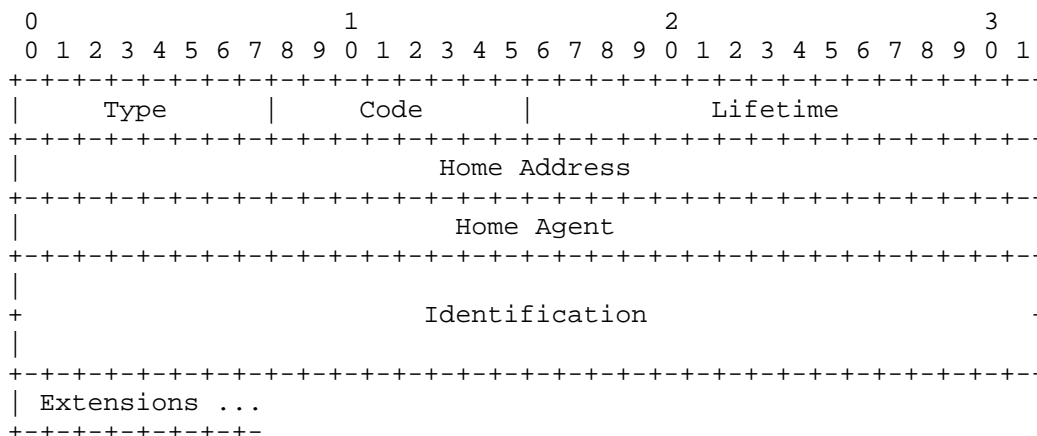 0                   1                   2                   3
 0 1 2 3 4 5 6 7 8 9 0 1 2 3 4 5 6 7 8 9 0 1 2 3 4 5 6 7 8 9 0 1
+-+-+-+-+-+-+-+-+-+-+-+-+-+-+-+-+-+-+-+-+-+-+-+-+-+-+-+-+-+-+-+--
|     Type      |     Code      |           Lifetime
+-+-+-+-+-+-+-+-+-+-+-+-+-+-+-+-+-+-+-+-+-+-+-+-+-+-+-+-+-+-+-+--
|                          Home Address
+-+-+-+-+-+-+-+-+-+-+-+-+-+-+-+-+-+-+-+-+-+-+-+-+-+-+-+-+-+-+-+--
|                           Home Agent
+-+-+-+-+-+-+-+-+-+-+-+-+-+-+-+-+-+-+-+-+-+-+-+-+-+-+-+-+-+-+-+--
|
+                         Identification                        -
|
+-+-+-+-+-+-+-+-+-+-+-+-+-+-+-+-+-+-+-+-+-+-+-+-+-+-+-+-+-+-+-+--
| Extensions ...
+-+-+-+-+-+-+-+-